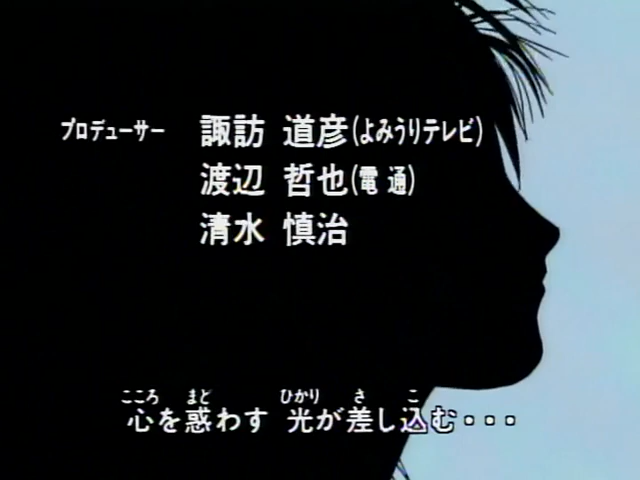 プロデューサー 諏訪 道彦(よみうりテレビ)
渡辺 哲也(電通)
清水 慎治
こころ まど ひかり さ こ
心を惑わす 光が差し込む・・・